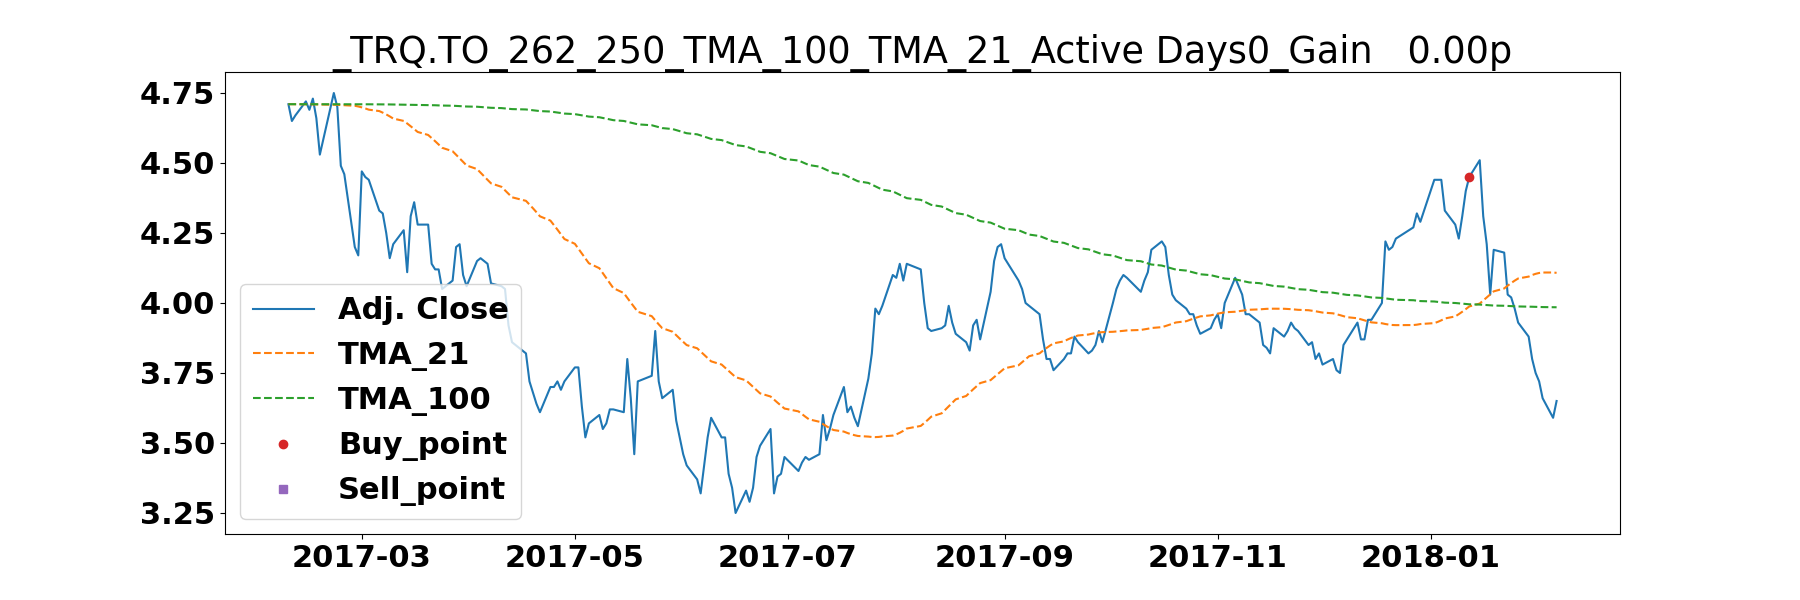 _TRQ.TO_262_250_TMA_100_TMA_21_Active Days0_Gain   0.00p
4.75
4.50
4.25
4.00
3.75
3.50
3.25
Adj. Close
TMA_21
TMA_100
Buy_point
Sell_point
2017-03 2017-05 2017-07 2017-09 2017-11 2018-01